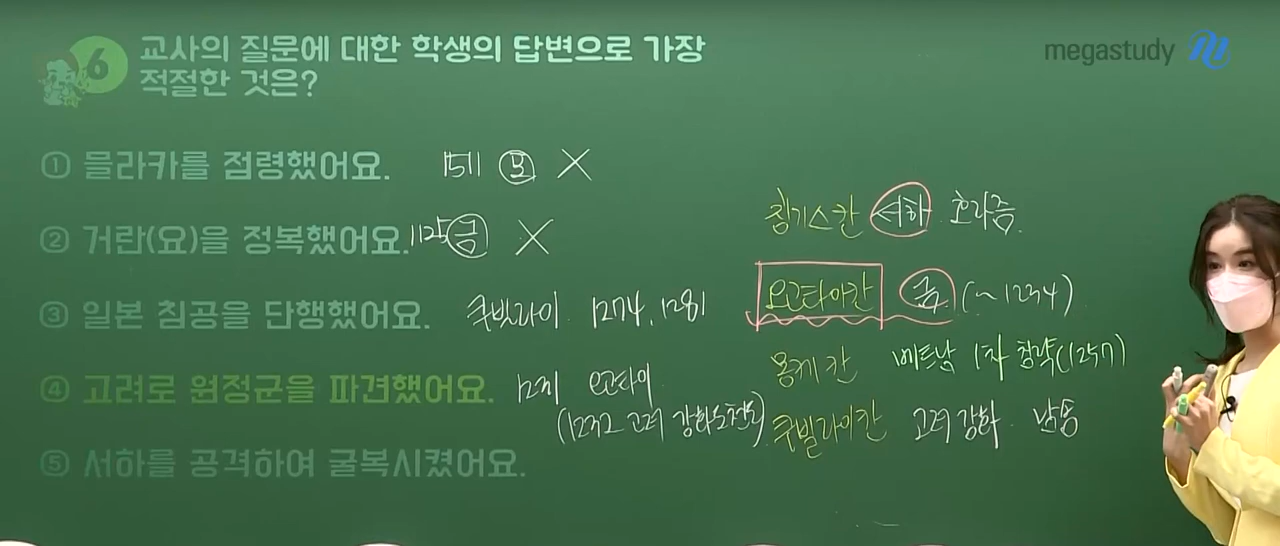 6 교사의 질문에 대한 학생의 답변으로 가장
적절한 것은?
megastudy
① 믈라카를 점령했어요. 1511 포 X
② 거란(요)을 정복했어요. 1125 금 X
③ 일본 침공을 단행했어요. 쿠빌라이 1274, 1281
④ 고려로 원정군을 파견했어요. 1231 오고타이
(1232 고려 강화도 천도)
⑤ 서하를 공격하여 굴복시켰어요.
칭기스칸 서하 호라즘.
오고타이칸 금 (~1234)
몽케 칸 베트남 1차 침략(1257)
쿠빌라이칸 고려 강화. 남송